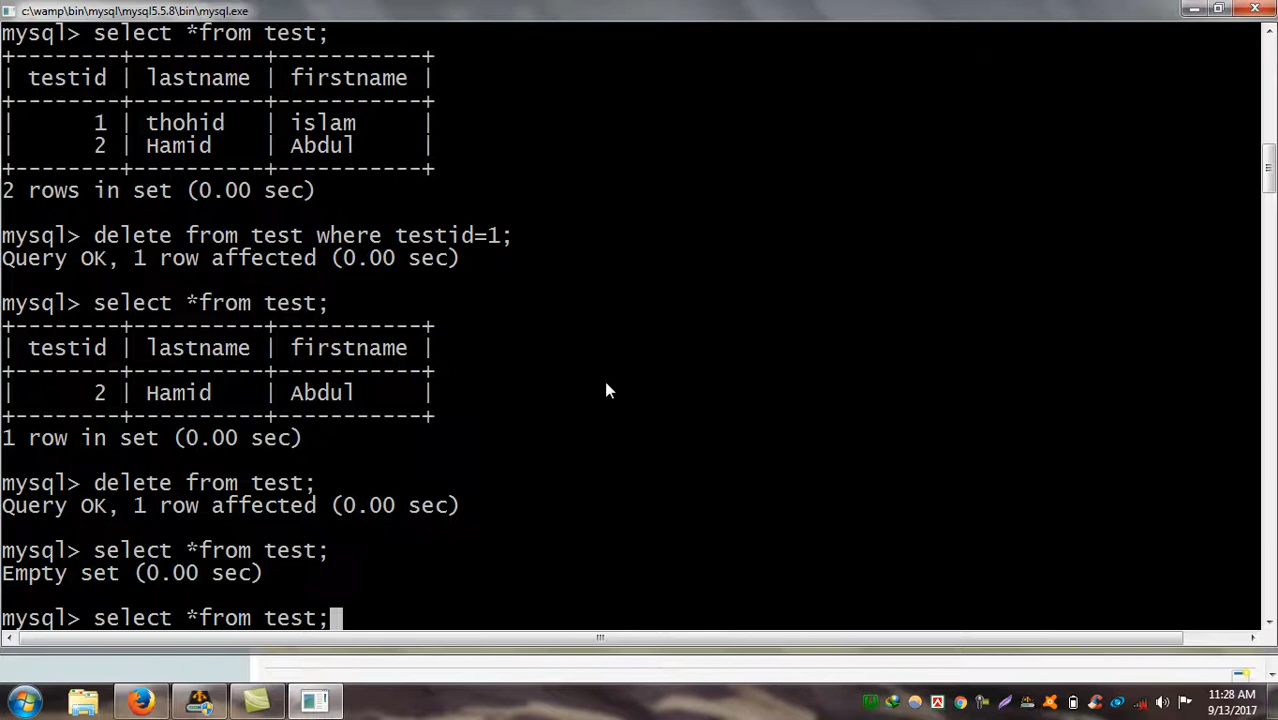 c:\wamp\bin\mysql\mysql5.5.8\bin\mysql.exe
mysql> select *from test;
+--------+----------+-----------+
| testid | lastname | firstname |
+--------+----------+-----------+
|      1 | thohid   | islam     |
|      2 | Hamid    | Abdul     |
+--------+----------+-----------+
2 rows in set (0.00 sec)
mysql> delete from test where testid=1;
Query OK, 1 row affected (0.00 sec)
mysql> select *from test;
+--------+----------+-----------+
| testid | lastname | firstname |
+--------+----------+-----------+
|      2 | Hamid    | Abdul     |
+--------+----------+-----------+
1 row in set (0.00 sec)
mysql> delete from test;
Query OK, 1 row affected (0.00 sec)
mysql> select *from test;
Empty set (0.00 sec)
mysql> select *from test;
11:28 AM
9/13/2017